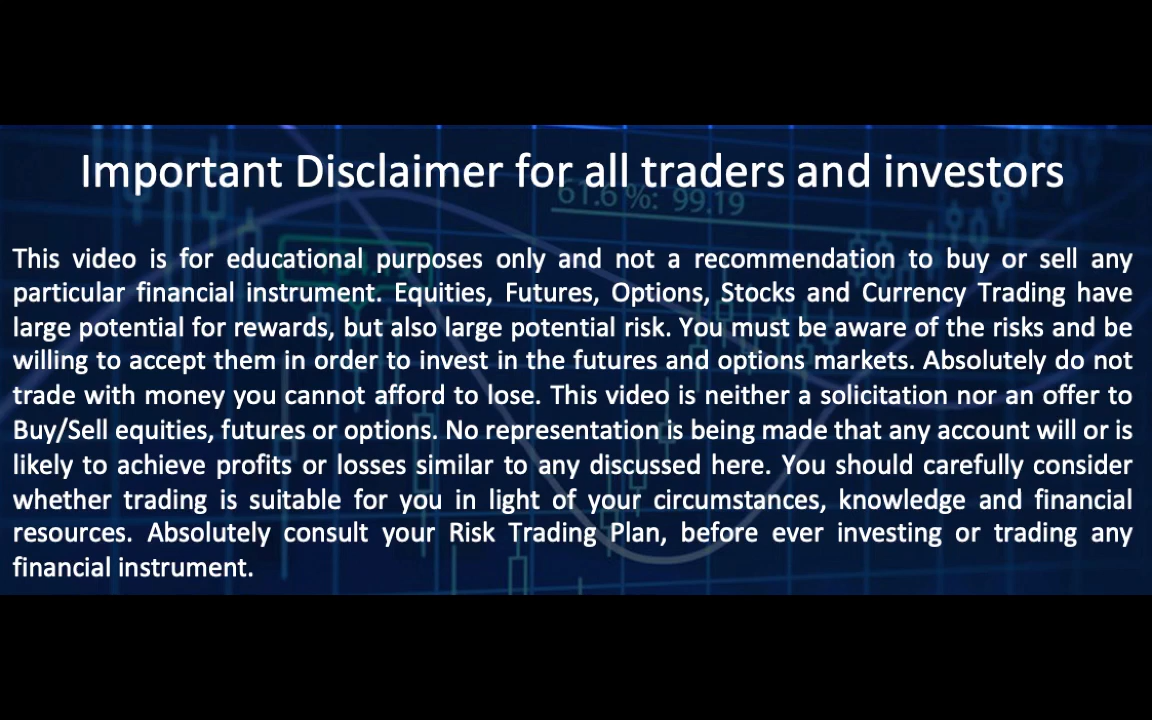 Important Disclaimer for all traders and investors
61.6 %: 99.19
This video is for educational purposes only and not a recommendation to buy or sell any
particular financial instrument. Equities, Futures, Options, Stocks and Currency Trading have
large potential for rewards, but also large potential risk. You must be aware of the risks and be
willing to accept them in order to invest in the futures and options markets. Absolutely do not
trade with money you cannot afford to lose. This video is neither a solicitation nor an offer to
Buy/Sell equities, futures or options. No representation is being made that any account will or is
likely to achieve profits or losses similar to any discussed here. You should carefully consider
whether trading is suitable for you in light of your circumstances, knowledge and financial
resources. Absolutely consult your Risk Trading Plan, before ever investing or trading any
financial instrument.